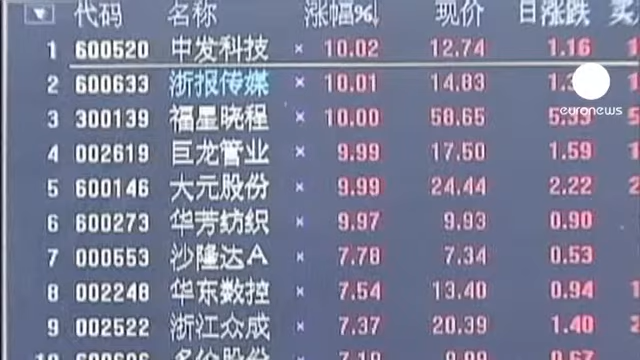 代码 名称 涨幅%↓ 现价 日涨跌 买
1 600520 中发科技 × 10.02 12.74 1.16
2 600633 浙报传媒 × 10.01 14.83
3 300139 福星晓程 × 10.00 58.65
4 002619 巨龙管业 × 9.99 17.50 1.59
5 600146 大元股份 × 9.99 24.44 2.22
6 600273 华芳纺织 × 9.97 9.93 0.90
7 000553 沙隆达A × 7.78 7.34 0.53
8 002248 华东数控 × 7.54 13.40 0.94
9 002522 浙江众成 × 7.37 20.39 1.40
euronews